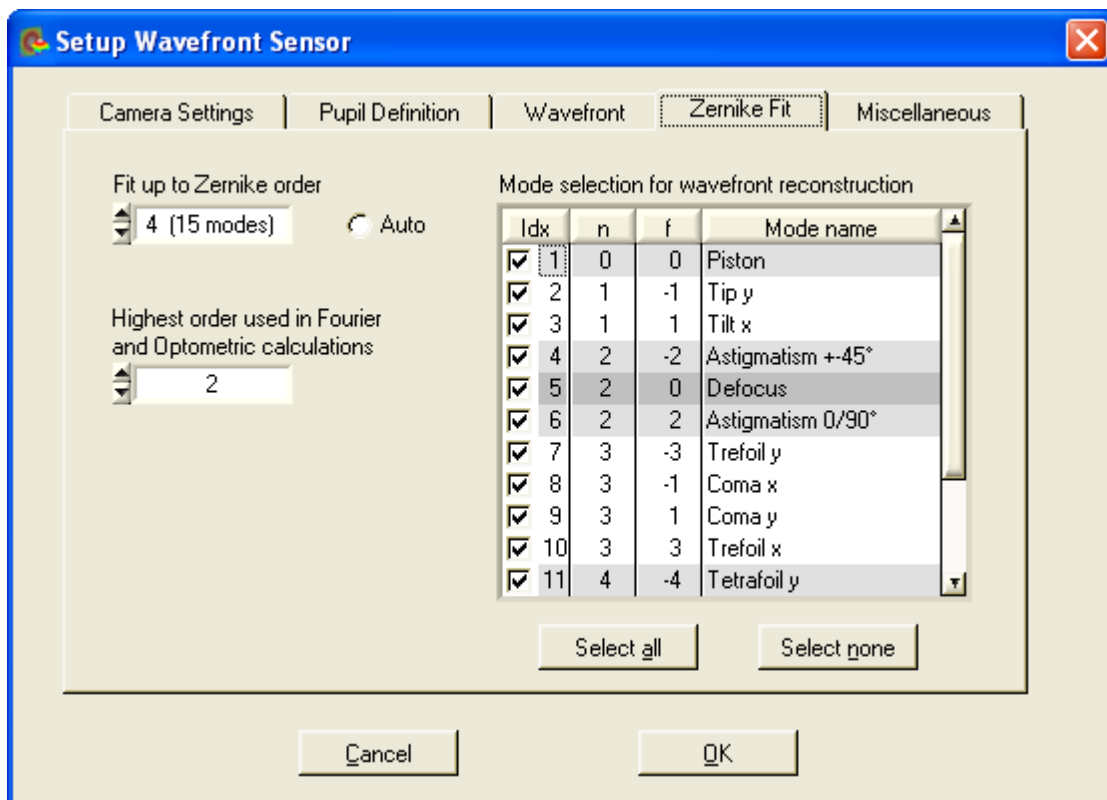 Setup Wavefront Sensor
Camera Settings Pupil Definition Wavefront Zernike Fit Miscellaneous
Fit up to Zernike order
4 (15 modes) Auto
Highest order used in Fourier
and Optometric calculations
2
Mode selection for wavefront reconstruction
Idx n f Mode name
1 0 0 Piston
2 1 -1 Tip y
3 1 1 Tilt x
4 2 -2 Astigmatism +-45°
5 2 0 Defocus
6 2 2 Astigmatism 0/90°
7 3 -3 Trefoil y
8 3 -1 Coma x
9 3 1 Coma y
10 3 3 Trefoil x
11 4 -4 Tetrafoil y
Select all Select none
Cancel OK